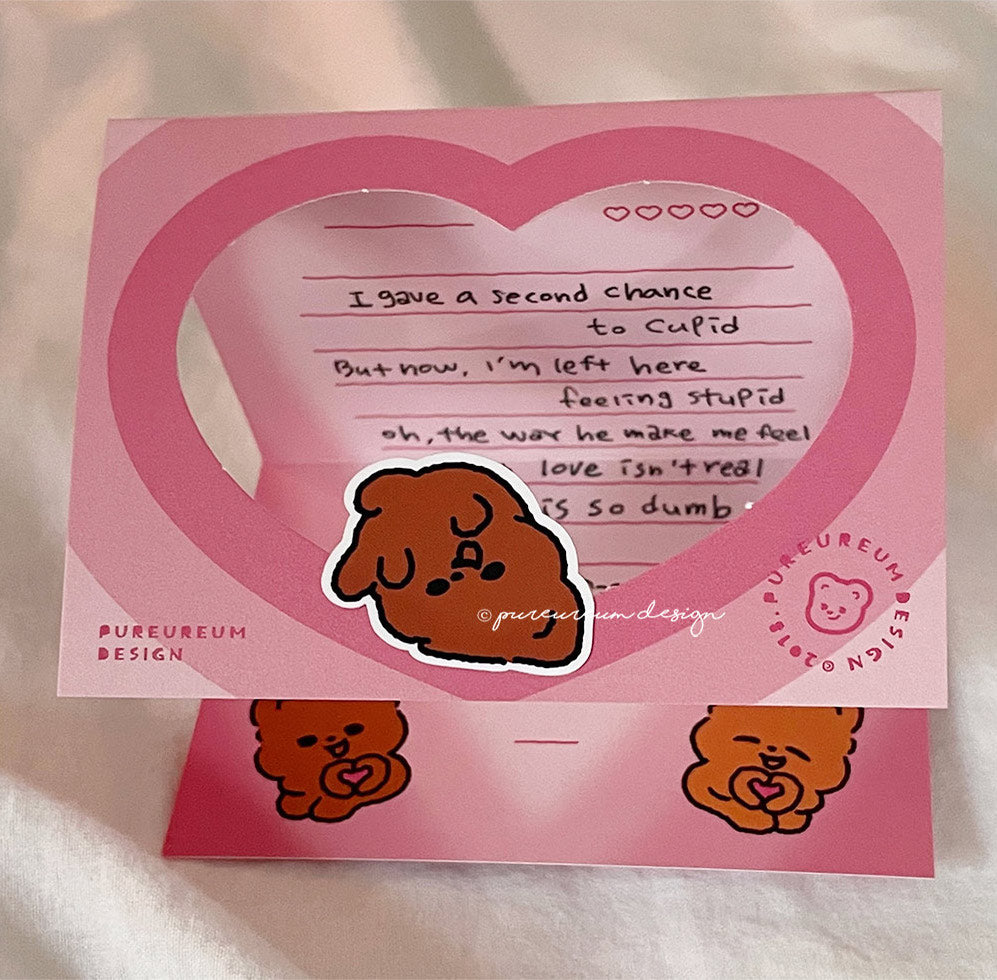 I gave a second chance
to Cupid
But now, i'm left here
feeling stupid
oh, the way he make me feel
love isn't real
is so dumb
© pureureum design
PUREUREUM
DESIGN
PUREUREUM DESIGN © 2018